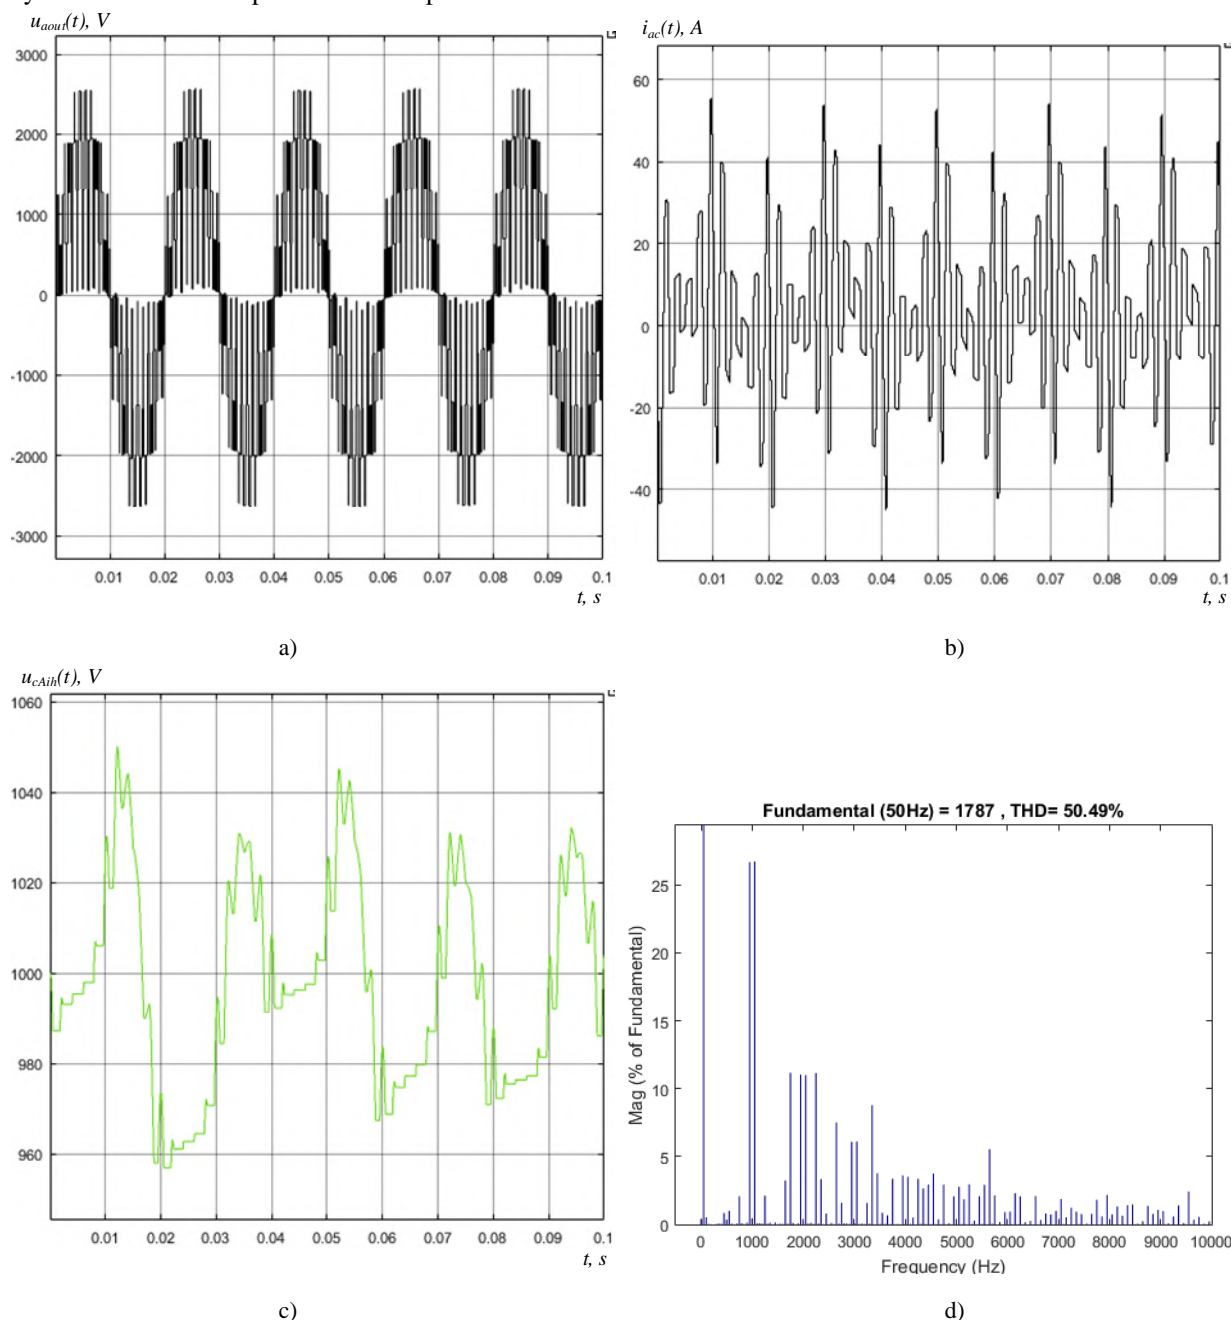 u_aout(t), V
3000
2000
1000
0
-1000
-2000
-3000
0.01 0.02 0.03 0.04 0.05 0.06 0.07 0.08 0.09 0.1
t, s
a)
i_ac(t), A
60
40
20
0
-20
-40
0.01 0.02 0.03 0.04 0.05 0.06 0.07 0.08 0.09 0.1
t, s
b)
u_cAih(t), V
1060
1040
1020
1000
980
960
0.01 0.02 0.03 0.04 0.05 0.06 0.07 0.08 0.09 0.1
t, s
c)
Fundamental (50Hz) = 1787 , THD= 50.49%
Mag (% of Fundamental)
25
20
15
10
5
0
0 1000 2000 3000 4000 5000 6000 7000 8000 9000 10000
Frequency (Hz)
d)